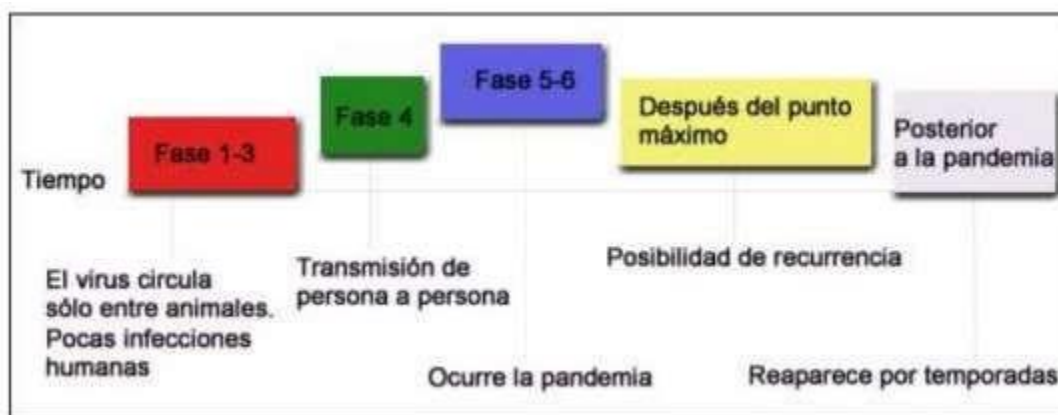 Fase 1-3
Fase 4
Fase 5-6
Después del punto
máximo
Posterior
a la pandemia
Tiempo
El virus circula
sólo entre animales.
Pocas infecciones
humanas
Transmisión de
persona a persona
Ocurre la pandemia
Posibilidad de recurrencia
Reaparece por temporadas